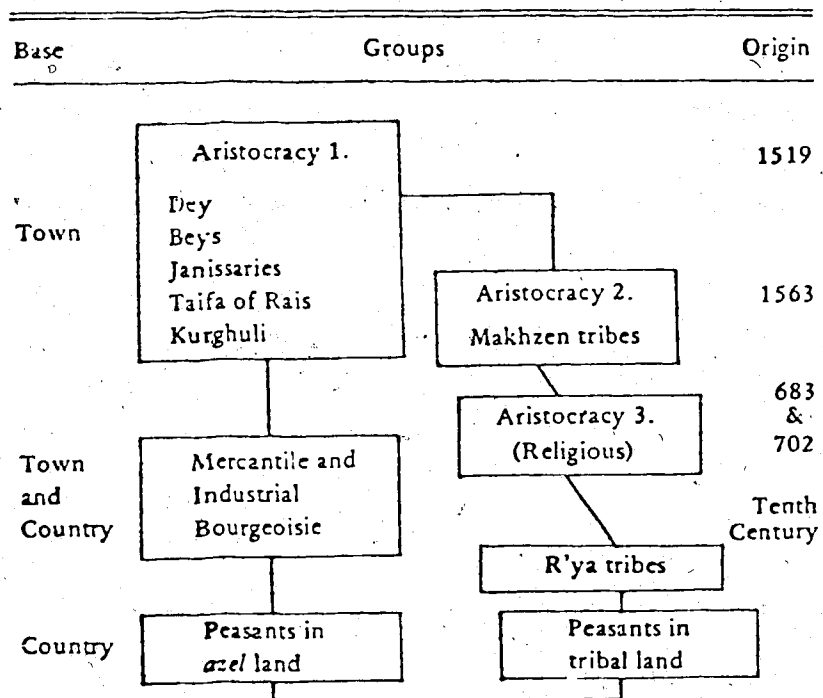 Base Groups Origin
Aristocracy 1.
1519
Dey
Town
Beys
Janissaries
Taifa of Rais
Kurghuli
Aristocracy 2.
1563
Makhzen tribes
683
&
702
Aristocracy 3.
(Religious)
Town
and
Country
Mercantile and
Industrial
Bourgeoisie
Tenth
Century
R'ya tribes
Country
Peasants in
azel land
Peasants in
tribal land